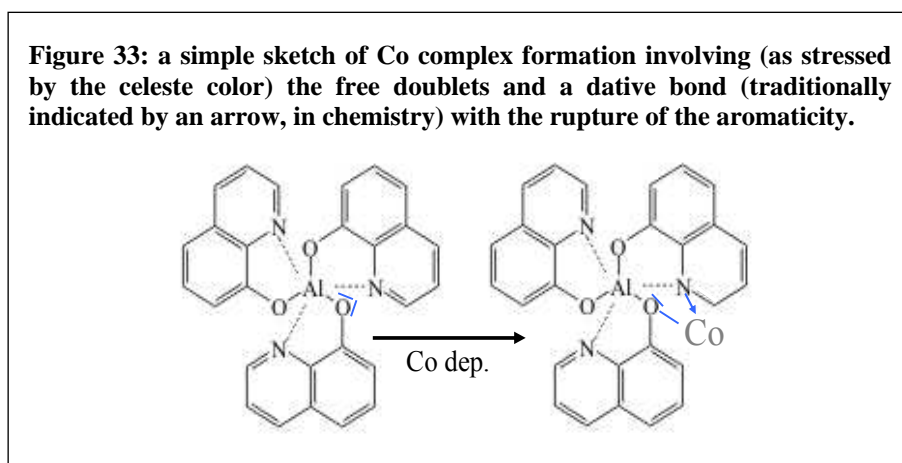 Figure 33: a simple sketch of Co complex formation involving (as stressed
by the celeste color) the free doublets and a dative bond (traditionally
indicated by an arrow, in chemistry) with the rupture of the aromaticity.
N O Al N O O N
Co dep.
N O Al N O O N Co